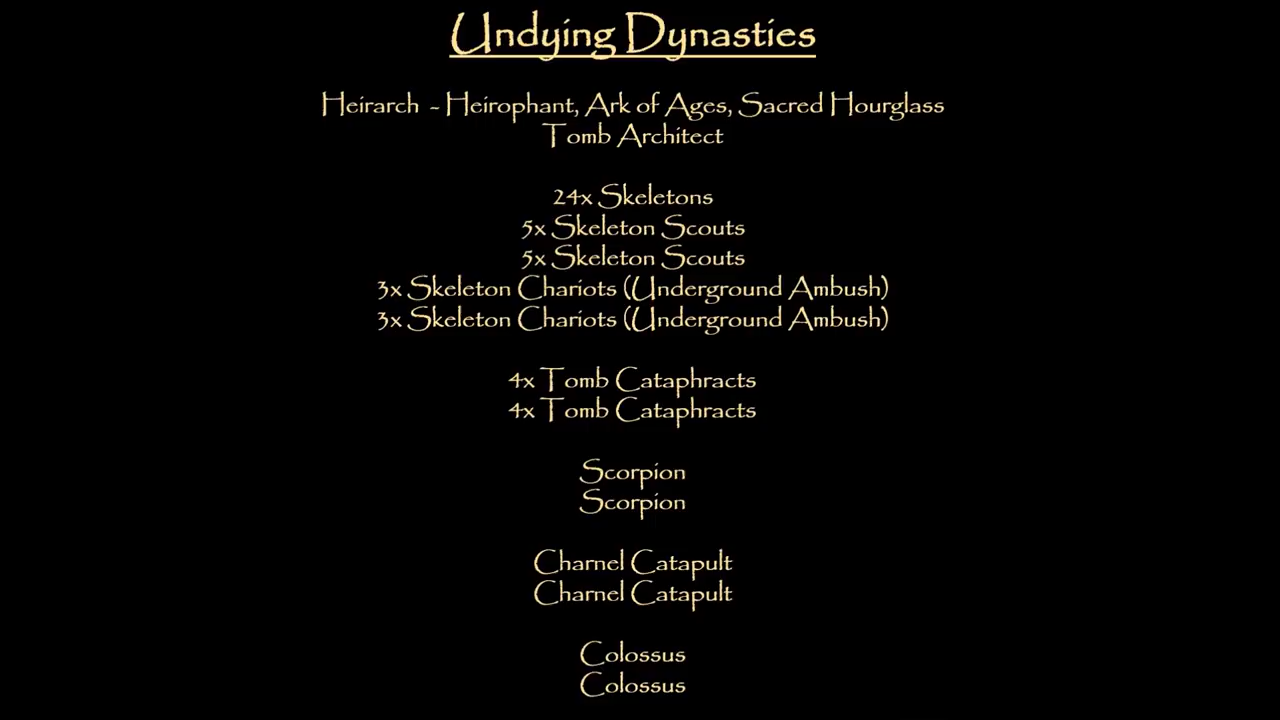 Undying Dynasties
Heirarch - Heirophant, Ark of Ages, Sacred Hourglass
Tomb Architect
24x Skeletons
5x Skeleton Scouts
5x Skeleton Scouts
3x Skeleton Chariots (Underground Ambush)
3x Skeleton Chariots (Underground Ambush)
4x Tomb Cataphracts
4x Tomb Cataphracts
Scorpion
Scorpion
Charnel Catapult
Charnel Catapult
Colossus
Colossus